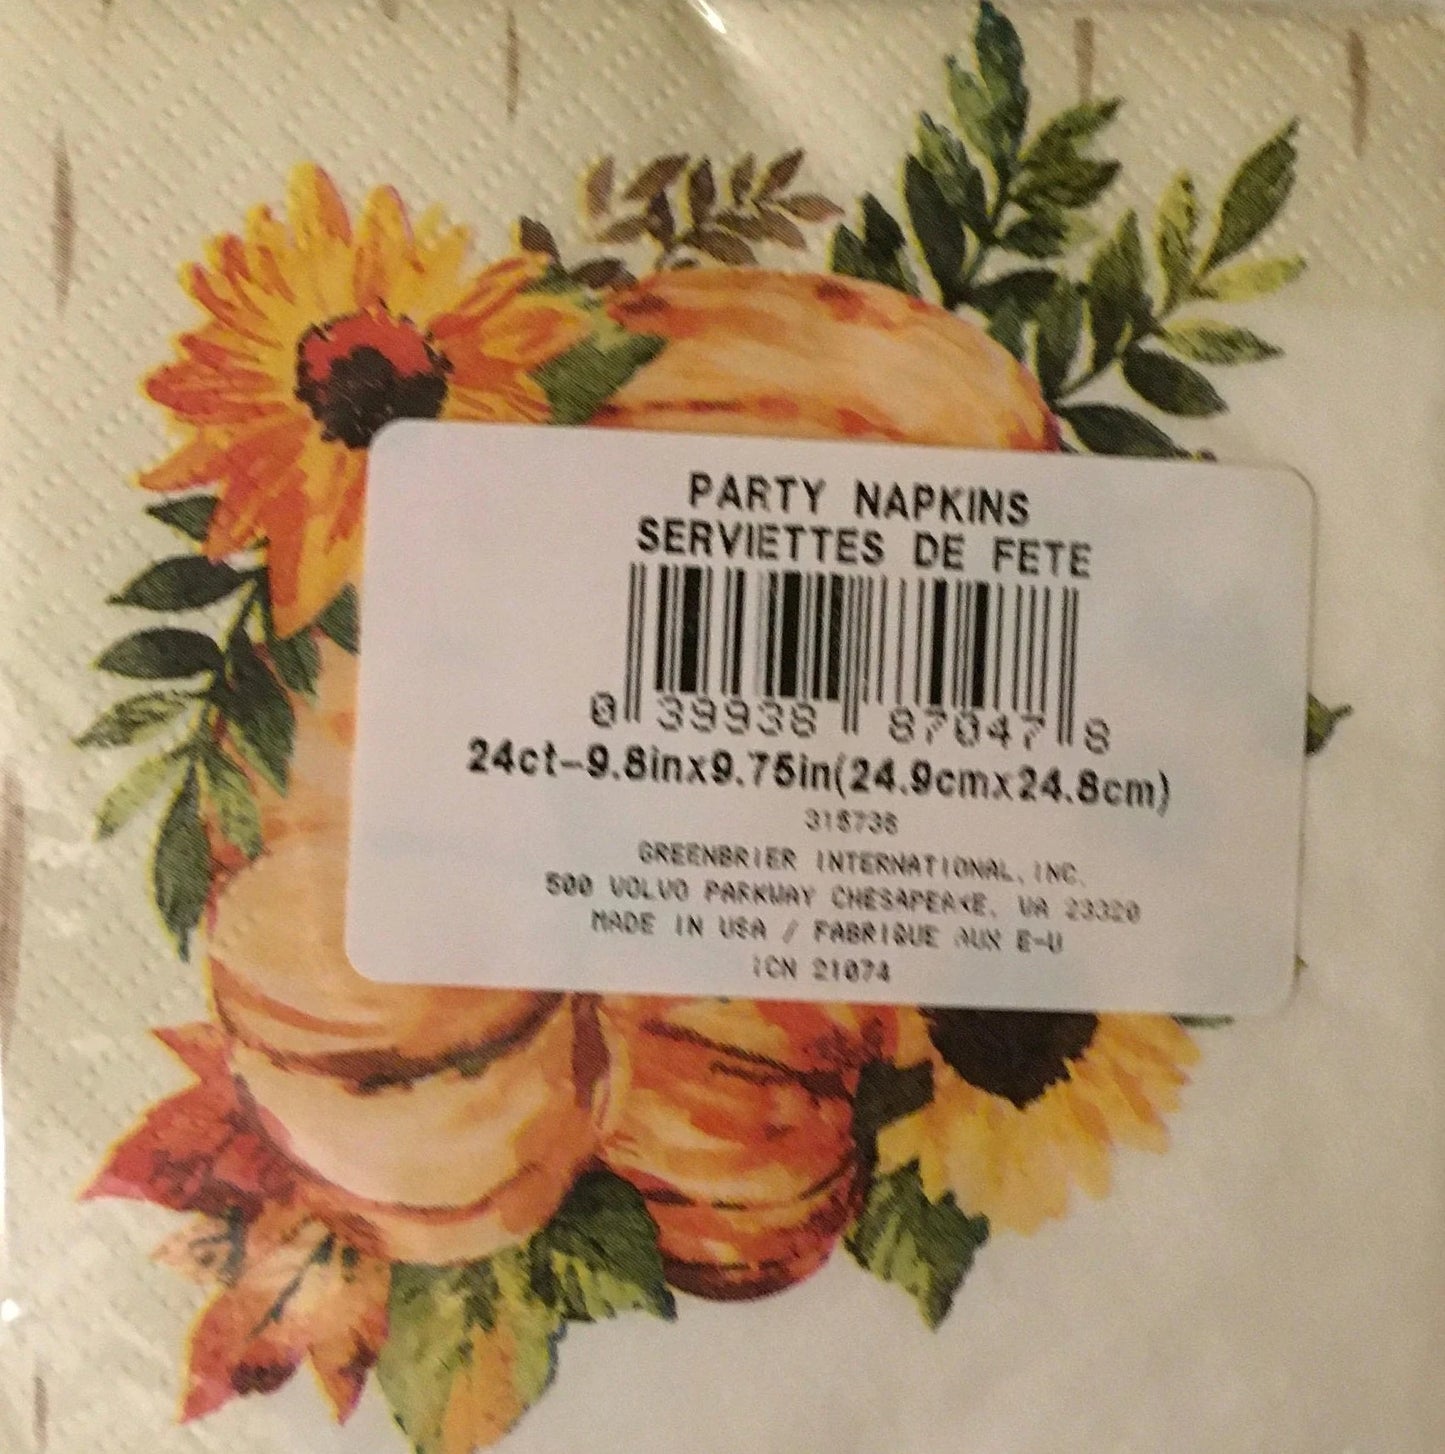 PARTY NAPKINS
SERVIETTES DE FETE
0 39938 87047 8
24ct-9.8inx9.75in(24.9cmx24.8cm)
315736
GREENBRIER INTERNATIONAL, INC.
500 VOLVO PARKWAY CHESAPEAKE, VA 23320
MADE IN USA / FABRIQUE AUX E-U
ICN 21074